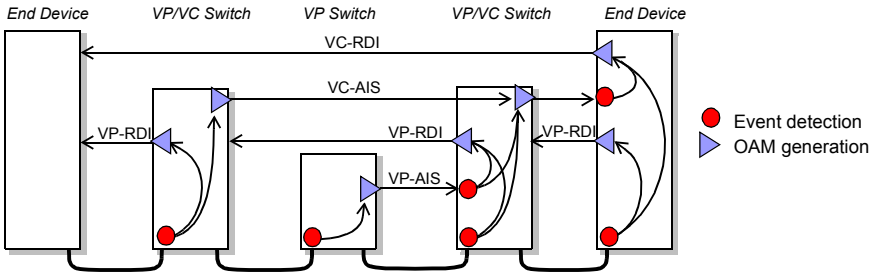 End Device
VP/VC Switch
VP Switch
VP/VC Switch
End Device
VC-RDI
VC-AIS
VP-RDI
VP-RDI
VP-RDI
VP-AIS
Event detection
OAM generation